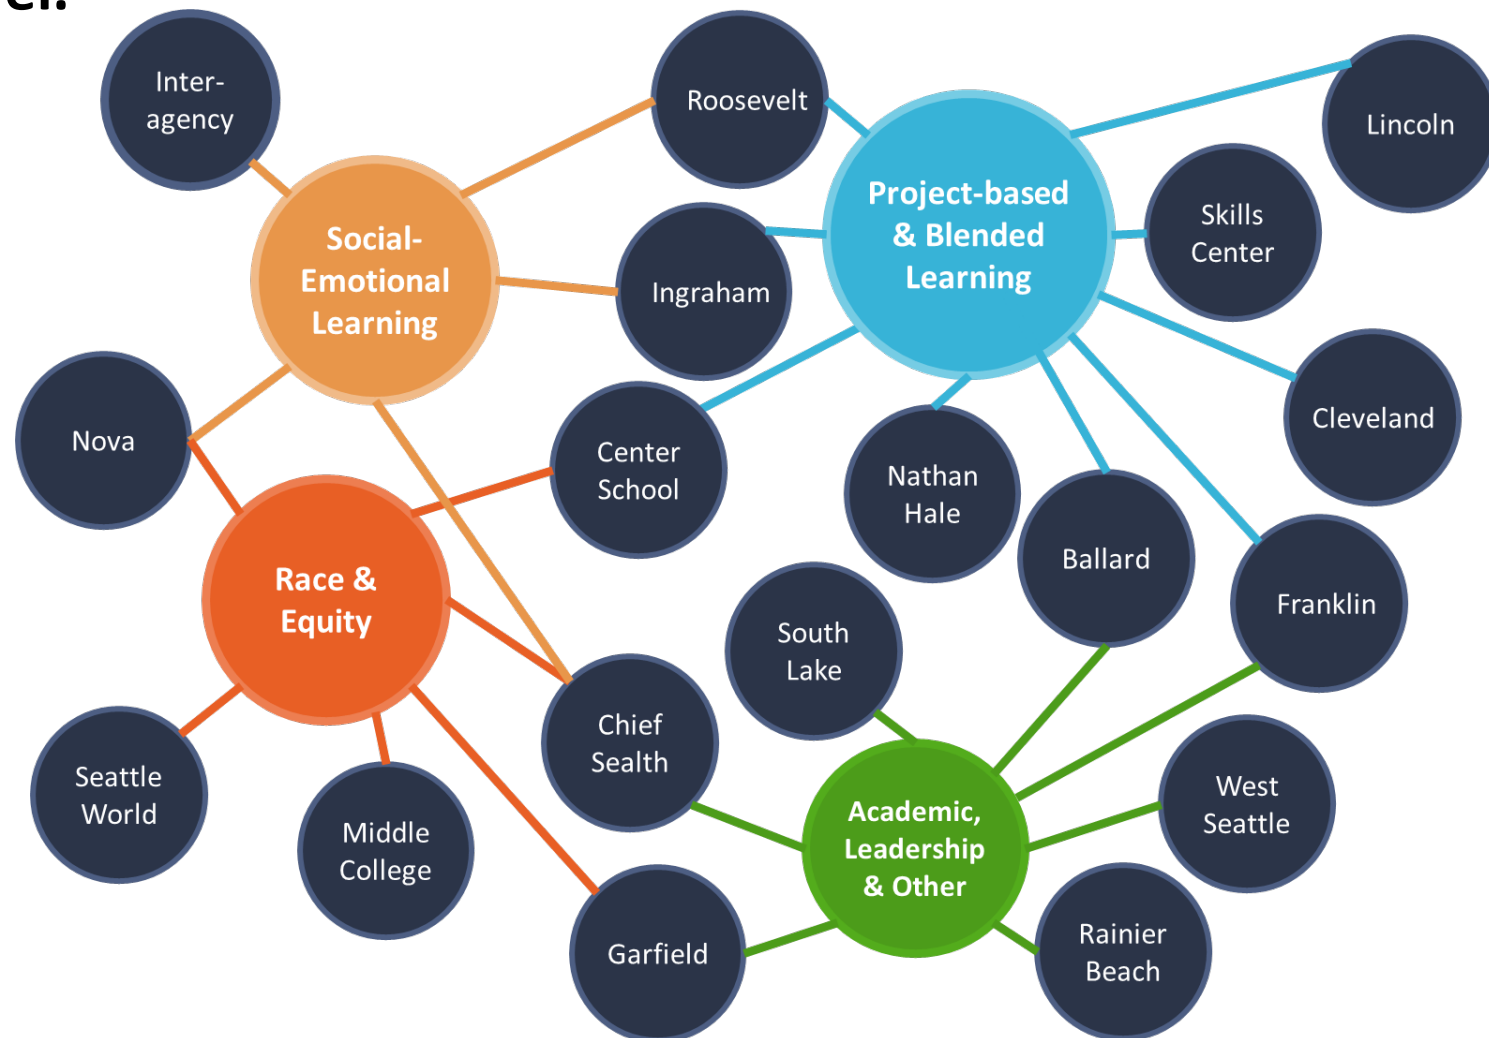 Inter-
agency
Roosevelt
Lincoln
Project-based
& Blended
Learning
Skills
Center
Social-
Emotional
Learning
Ingraham
Nova
Center
School
Cleveland
Nathan
Hale
Ballard
Franklin
Race &
Equity
South
Lake
Chief
Sealth
Seattle
World
Middle
College
Academic,
Leadership
& Other
West
Seattle
Garfield
Rainier
Beach